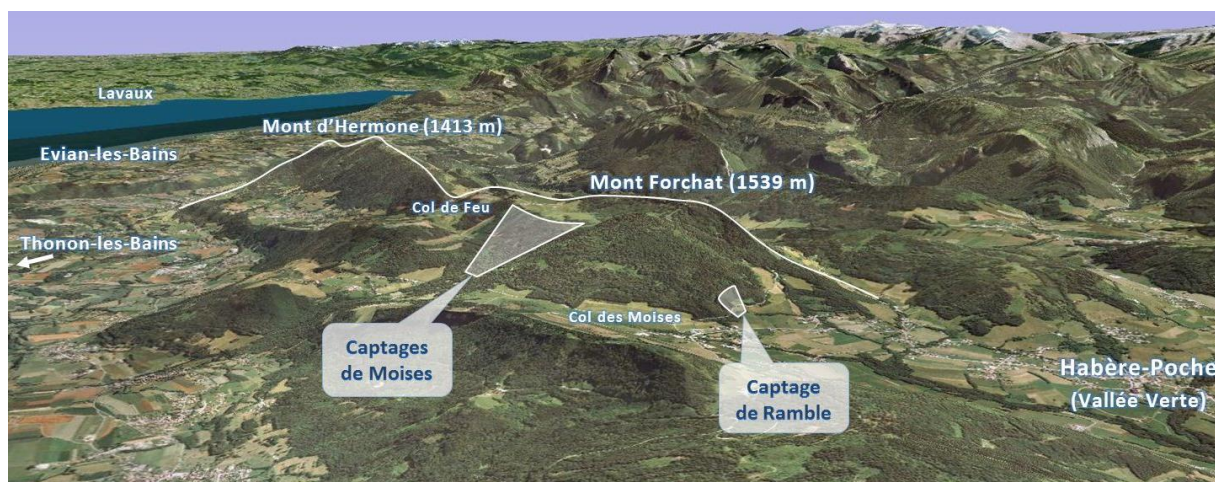 Lavaux
Mont d'Hermone (1413 m)
Evian-les-Bains
Mont Forchat (1539 m)
Col de Feu
Thonon-les-Bains
Col des Moises
Captages
de Moises
Captage
de Ramble
Habère-Poche
(Vallée Verte)